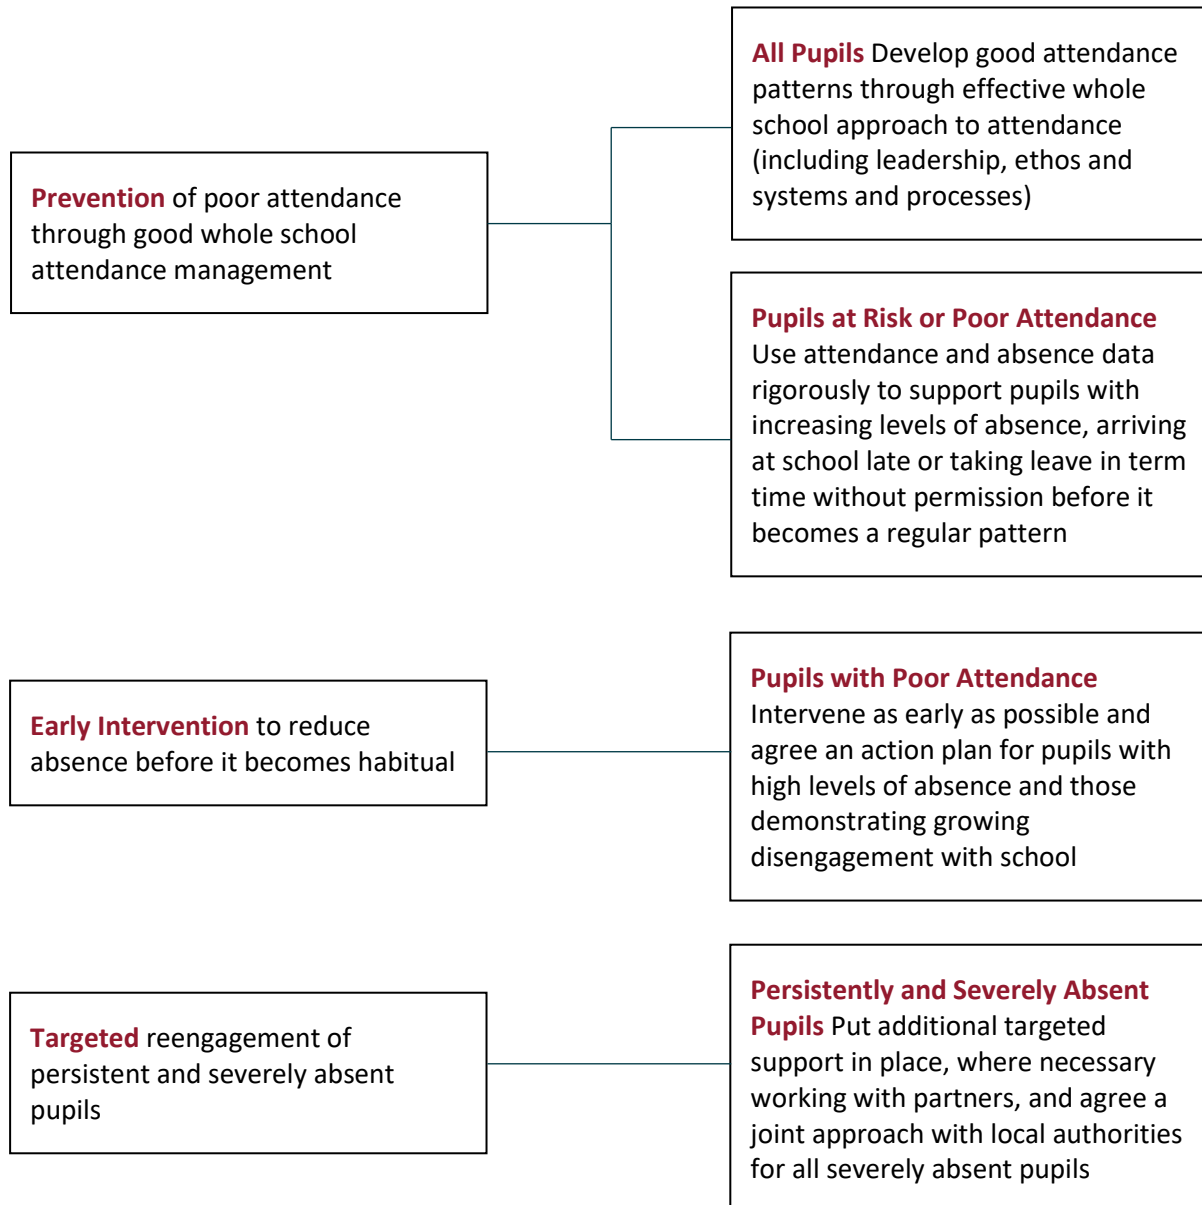 Prevention of poor attendance
through good whole school
attendance management
All Pupils Develop good attendance
patterns through effective whole
school approach to attendance
(including leadership, ethos and
systems and processes)
Pupils at Risk or Poor Attendance
Use attendance and absence data
rigorously to support pupils with
increasing levels of absence, arriving
at school late or taking leave in term
time without permission before it
becomes a regular pattern
Early Intervention to reduce
absence before it becomes habitual
Pupils with Poor Attendance
Intervene as early as possible and
agree an action plan for pupils with
high levels of absence and those
demonstrating growing
disengagement with school
Targeted reengagement of
persistent and severely absent
pupils
Persistently and Severely Absent
Pupils Put additional targeted
support in place, where necessary
working with partners, and agree a
joint approach with local authorities
for all severely absent pupils